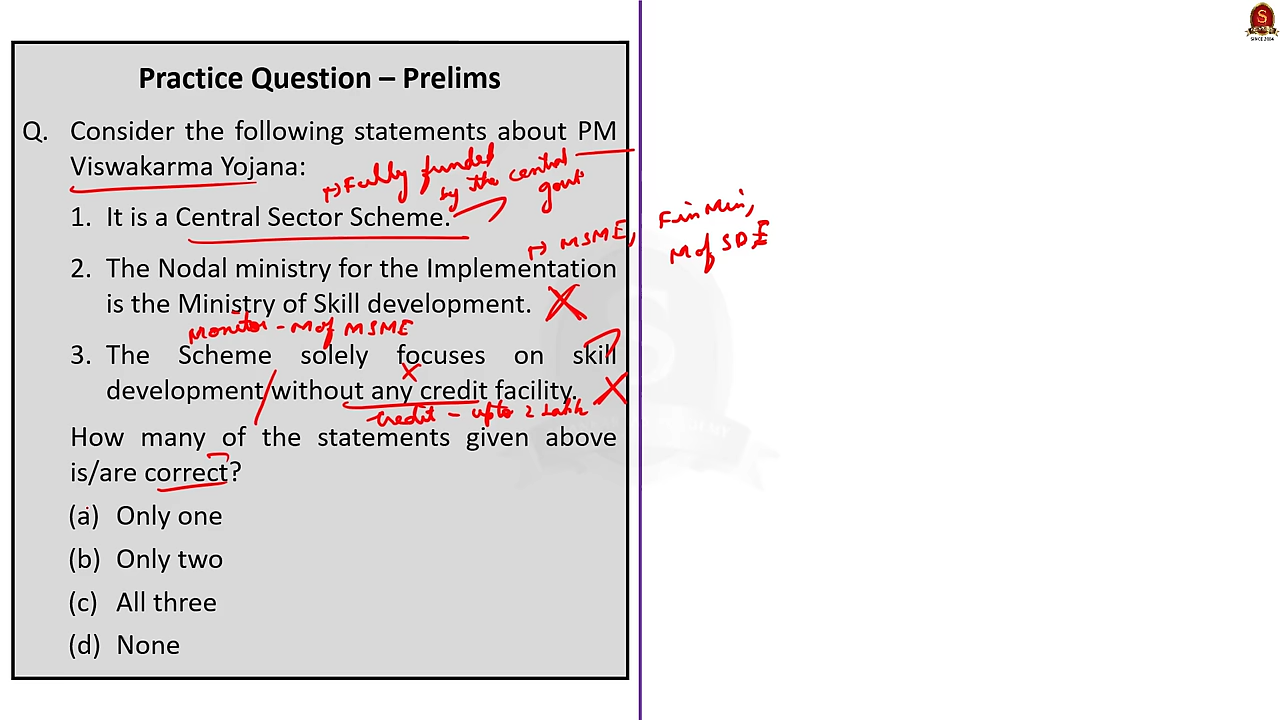 Practice Question – Prelims
Q. Consider the following statements about PM
Viswakarma Yojana:
→ Fully funded
by the central
govt
1. It is a Central Sector Scheme.
→ MSME, FinMin,
M of SDE
2. The Nodal ministry for the Implementation
is the Ministry of Skill development.
Monitor - M of MSME
3. The Scheme solely focuses on skill
development/without any credit facility.
Credit - upto 2 lakh
How many of the statements given above
is/are correct?
(a) Only one
(b) Only two
(c) All three
(d) None
S
SINCE 2004